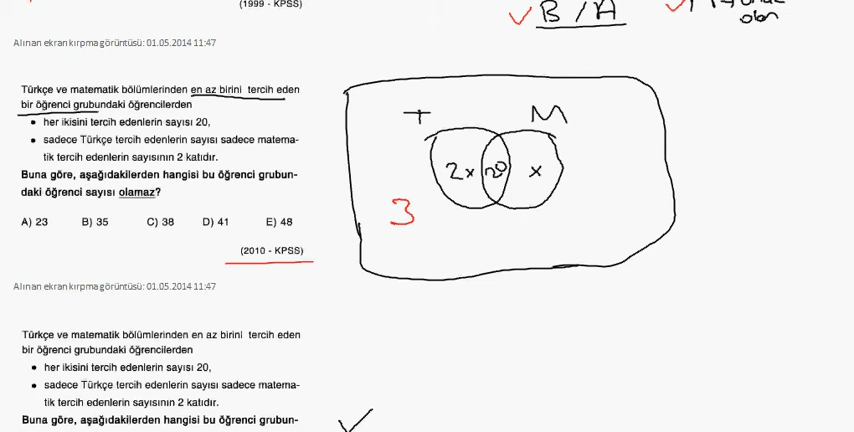 (1999 - KPSS)
B / A
olan
Alınan ekran kırpma görüntüsü: 01.05.2014 11:47
Türkçe ve matematik bölümlerinden en az birini tercih eden
bir öğrenci grubundaki öğrencilerden
• her ikisini tercih edenlerin sayısı 20,
• sadece Türkçe tercih edenlerin sayısı sadece matema-
tik tercih edenlerin sayısının 2 katıdır.
Buna göre, aşağıdakilerden hangisi bu öğrenci grubun-
daki öğrenci sayısı olamaz?
A) 23 B) 35 C) 38 D) 41 E) 48
(2010 - KPSS)
T M
2x 20 x
3
Alınan ekran kırpma görüntüsü: 01.05.2014 11:47
Türkçe ve matematik bölümlerinden en az birini tercih eden
bir öğrenci grubundaki öğrencilerden
• her ikisini tercih edenlerin sayısı 20,
• sadece Türkçe tercih edenlerin sayısı sadece matema-
tik tercih edenlerin sayısının 2 katıdır.
Buna göre, aşağıdakilerden hangisi bu öğrenci grubun-